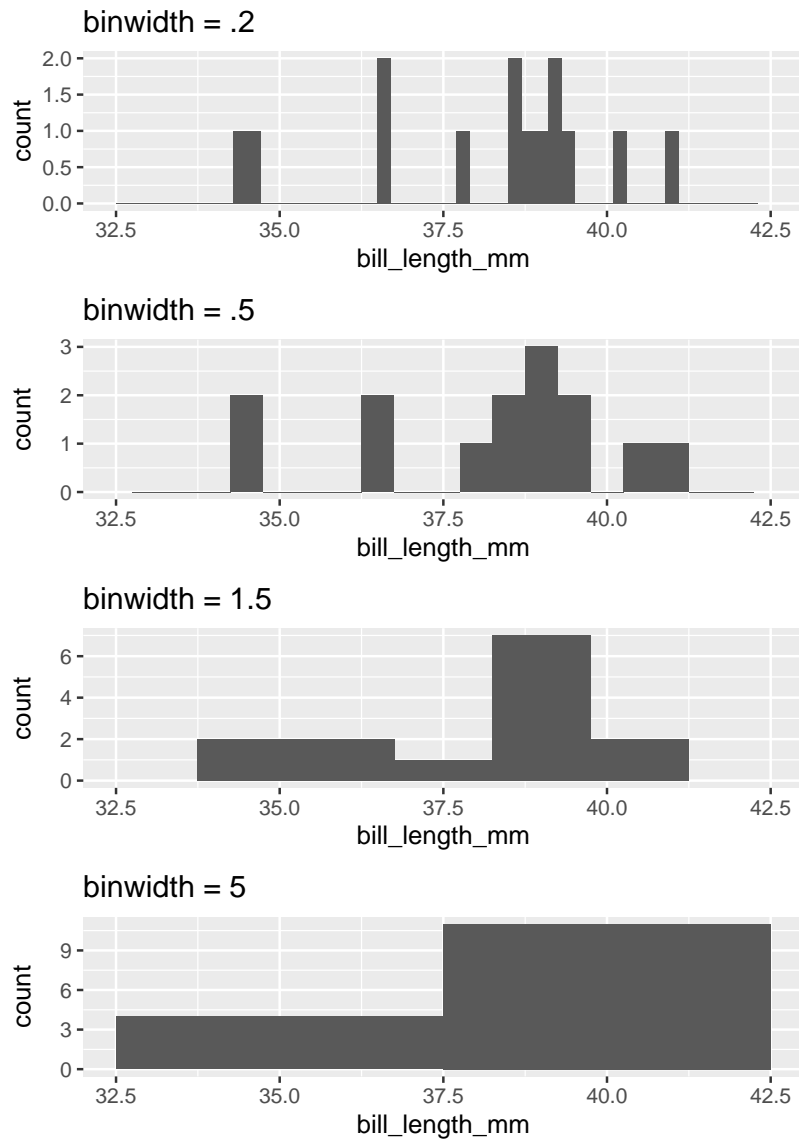 binwidth = .2
2.0
1.5
1.0
0.5
0.0
count
32.5 35.0 37.5 40.0 42.5
bill_length_mm
binwidth = .5
3
2
1
0
count
32.5 35.0 37.5 40.0 42.5
bill_length_mm
binwidth = 1.5
6
4
2
0
count
32.5 35.0 37.5 40.0 42.5
bill_length_mm
binwidth = 5
9
6
3
0
count
32.5 35.0 37.5 40.0 42.5
bill_length_mm